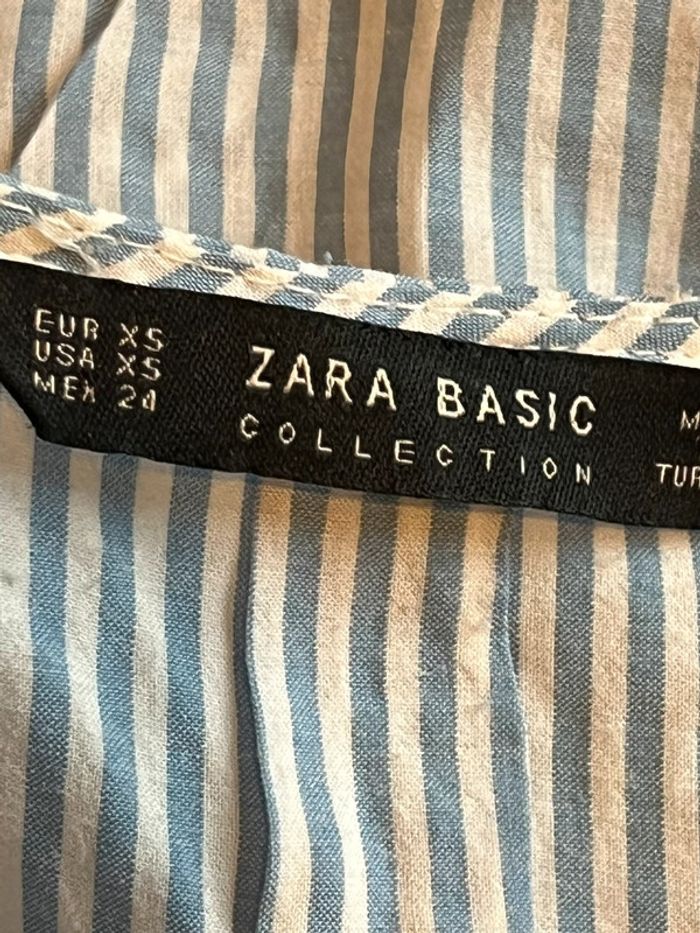 EUR XS
USA XS
MEX 24
ZARA BASIC
COLLECTION